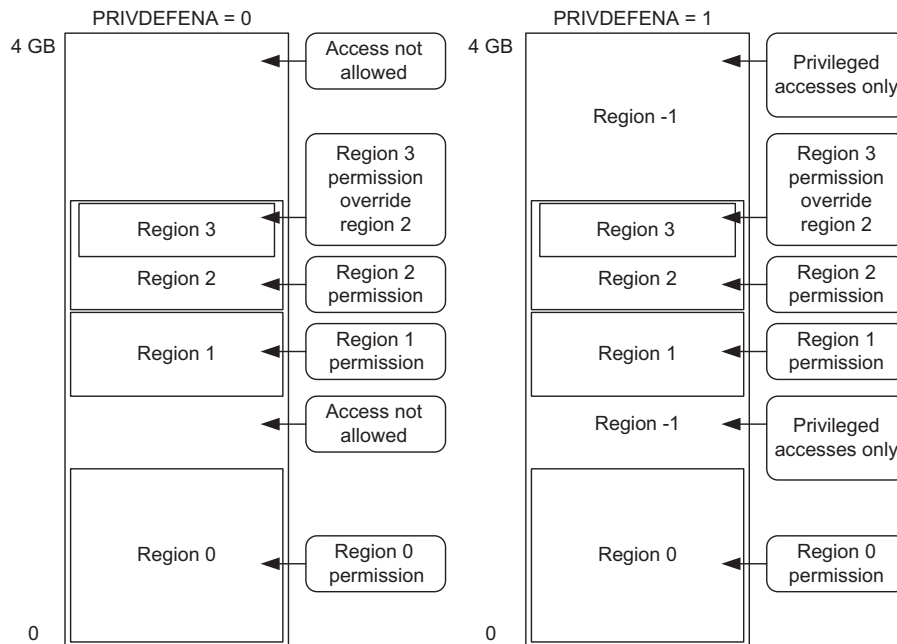 PRIVDEFENA = 0
4 GB
Access not
allowed
Region 3
permission
override
region 2
Region 3
Region 2
Region 2
permission
Region 1
Region 1
permission
Access not
allowed
Region 0
Region 0
permission
0
PRIVDEFENA = 1
4 GB
Privileged
accesses only
Region -1
Region 3
permission
override
region 2
Region 3
Region 2
Region 2
permission
Region 1
Region 1
permission
Region -1
Privileged
accesses only
Region 0
Region 0
permission
0